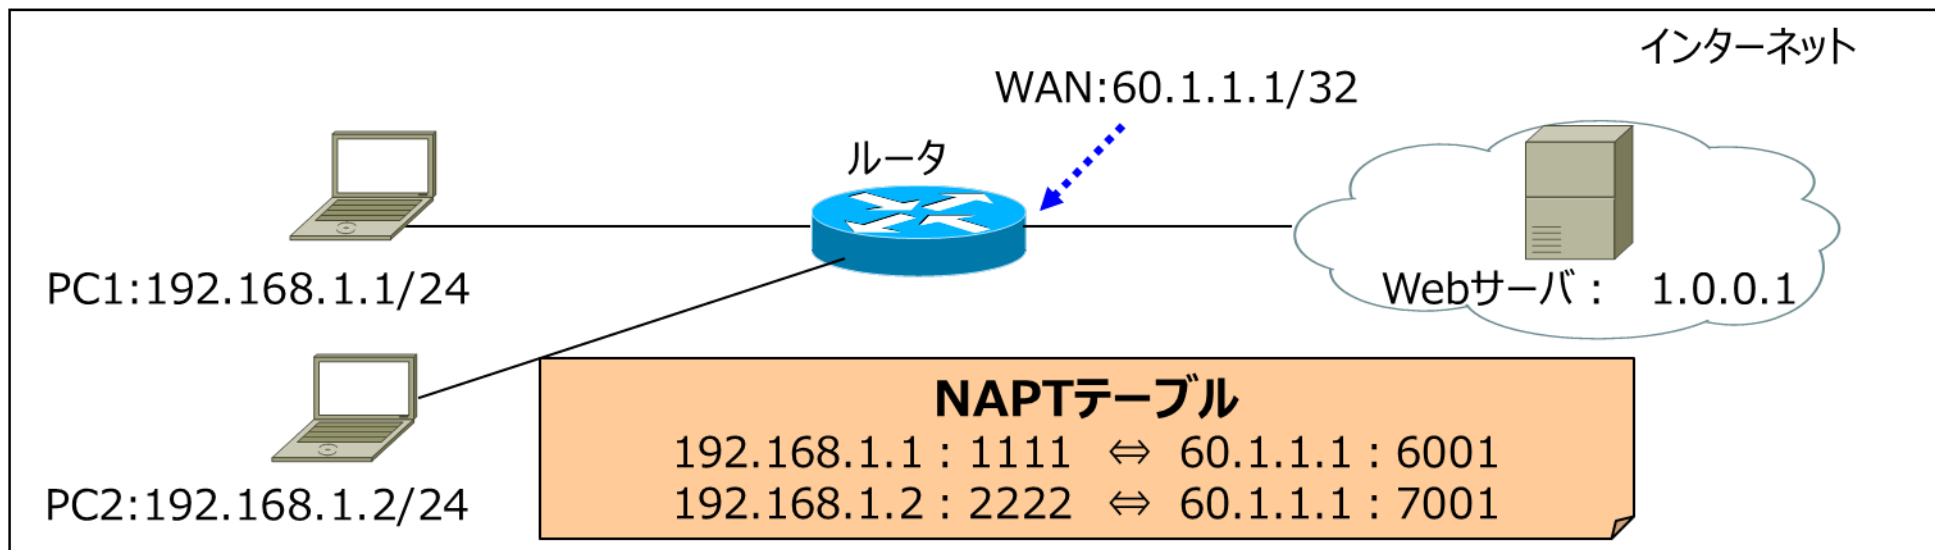 インターネット
WAN:60.1.1.1/32
ルータ
PC1:192.168.1.1/24
Webサーバ： 1.0.0.1
NAPTテーブル
192.168.1.1：1111 ⇔ 60.1.1.1：6001
192.168.1.2：2222 ⇔ 60.1.1.1：7001
PC2:192.168.1.2/24